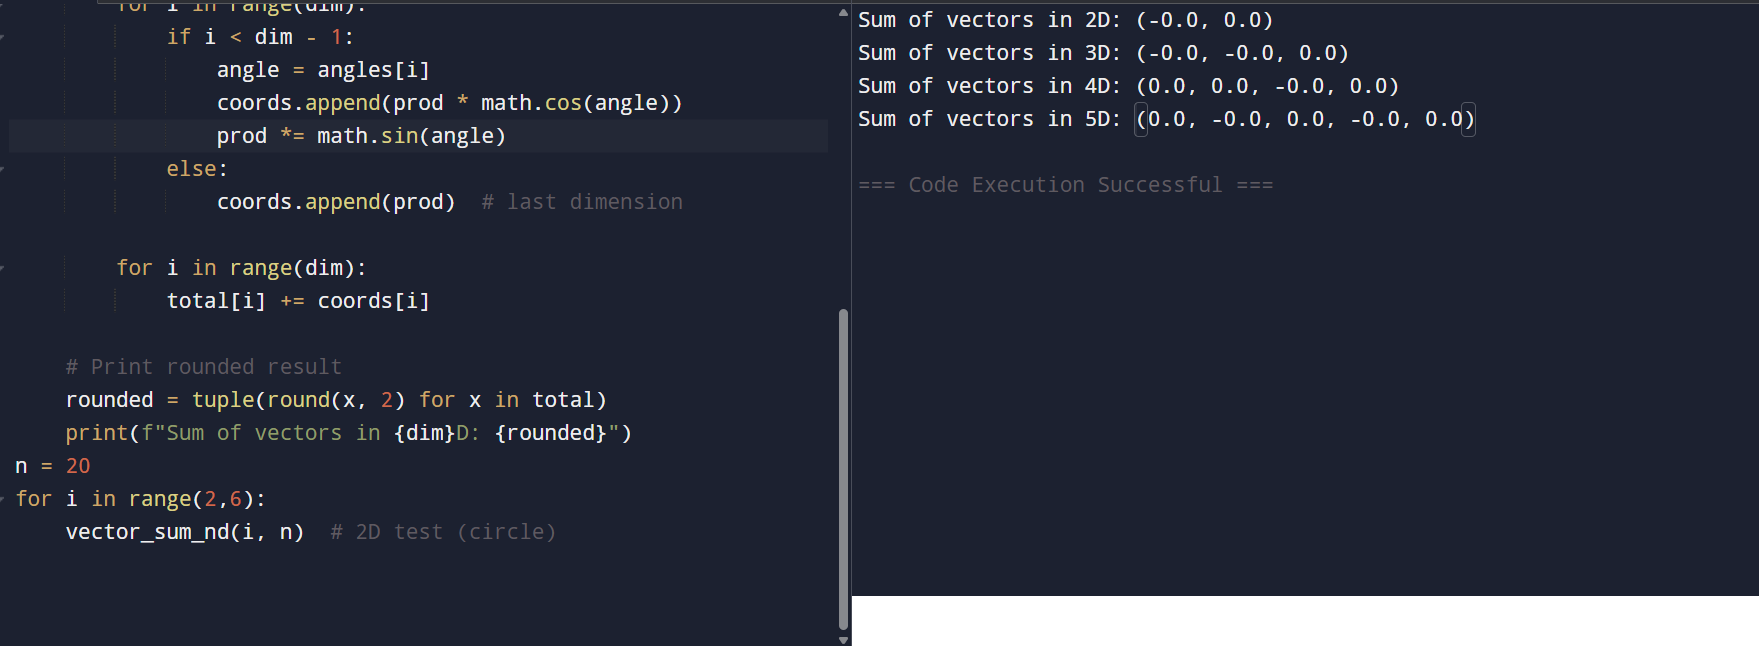 for i in range(dim):
if i < dim - 1:
angle = angles[i]
coords.append(prod * math.cos(angle))
prod *= math.sin(angle)
else:
coords.append(prod)  # last dimension
for i in range(dim):
total[i] += coords[i]
# Print rounded result
rounded = tuple(round(x, 2) for x in total)
print(f"Sum of vectors in {dim}D: {rounded}")
n = 20
for i in range(2,6):
vector_sum_nd(i, n)  # 2D test (circle)
Sum of vectors in 2D: (-0.0, 0.0)
Sum of vectors in 3D: (-0.0, -0.0, 0.0)
Sum of vectors in 4D: (0.0, 0.0, -0.0, 0.0)
Sum of vectors in 5D: (0.0, -0.0, 0.0, -0.0, 0.0)
=== Code Execution Successful ===